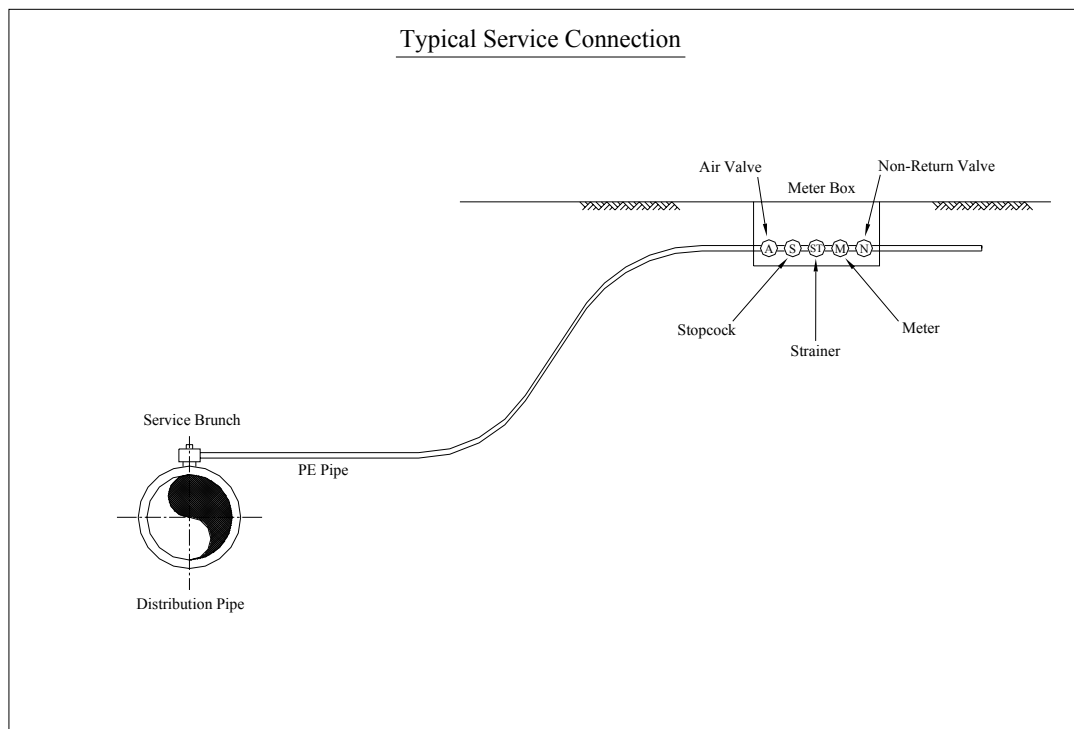 Typical Service Connection
Air Valve
Non-Return Valve
Meter Box
A S ST M N
Stopcock
Meter
Strainer
Service Brunch
PE Pipe
Distribution Pipe